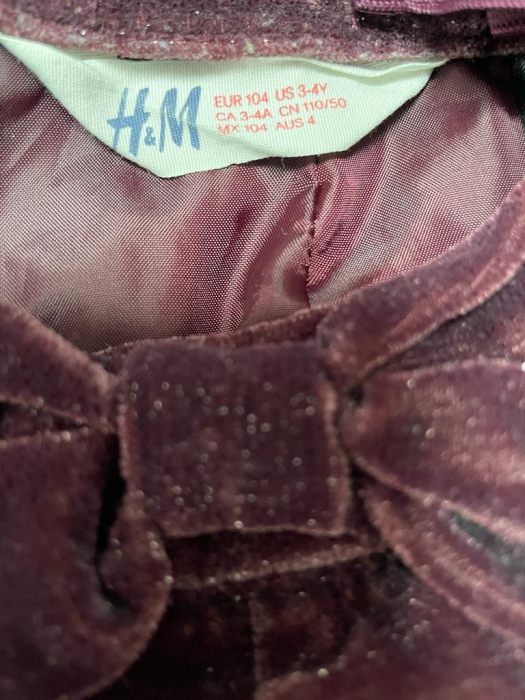 H&M
EUR 104 US 3-4Y
CA 3-4A CN 110/50
MX 104 AUS 4